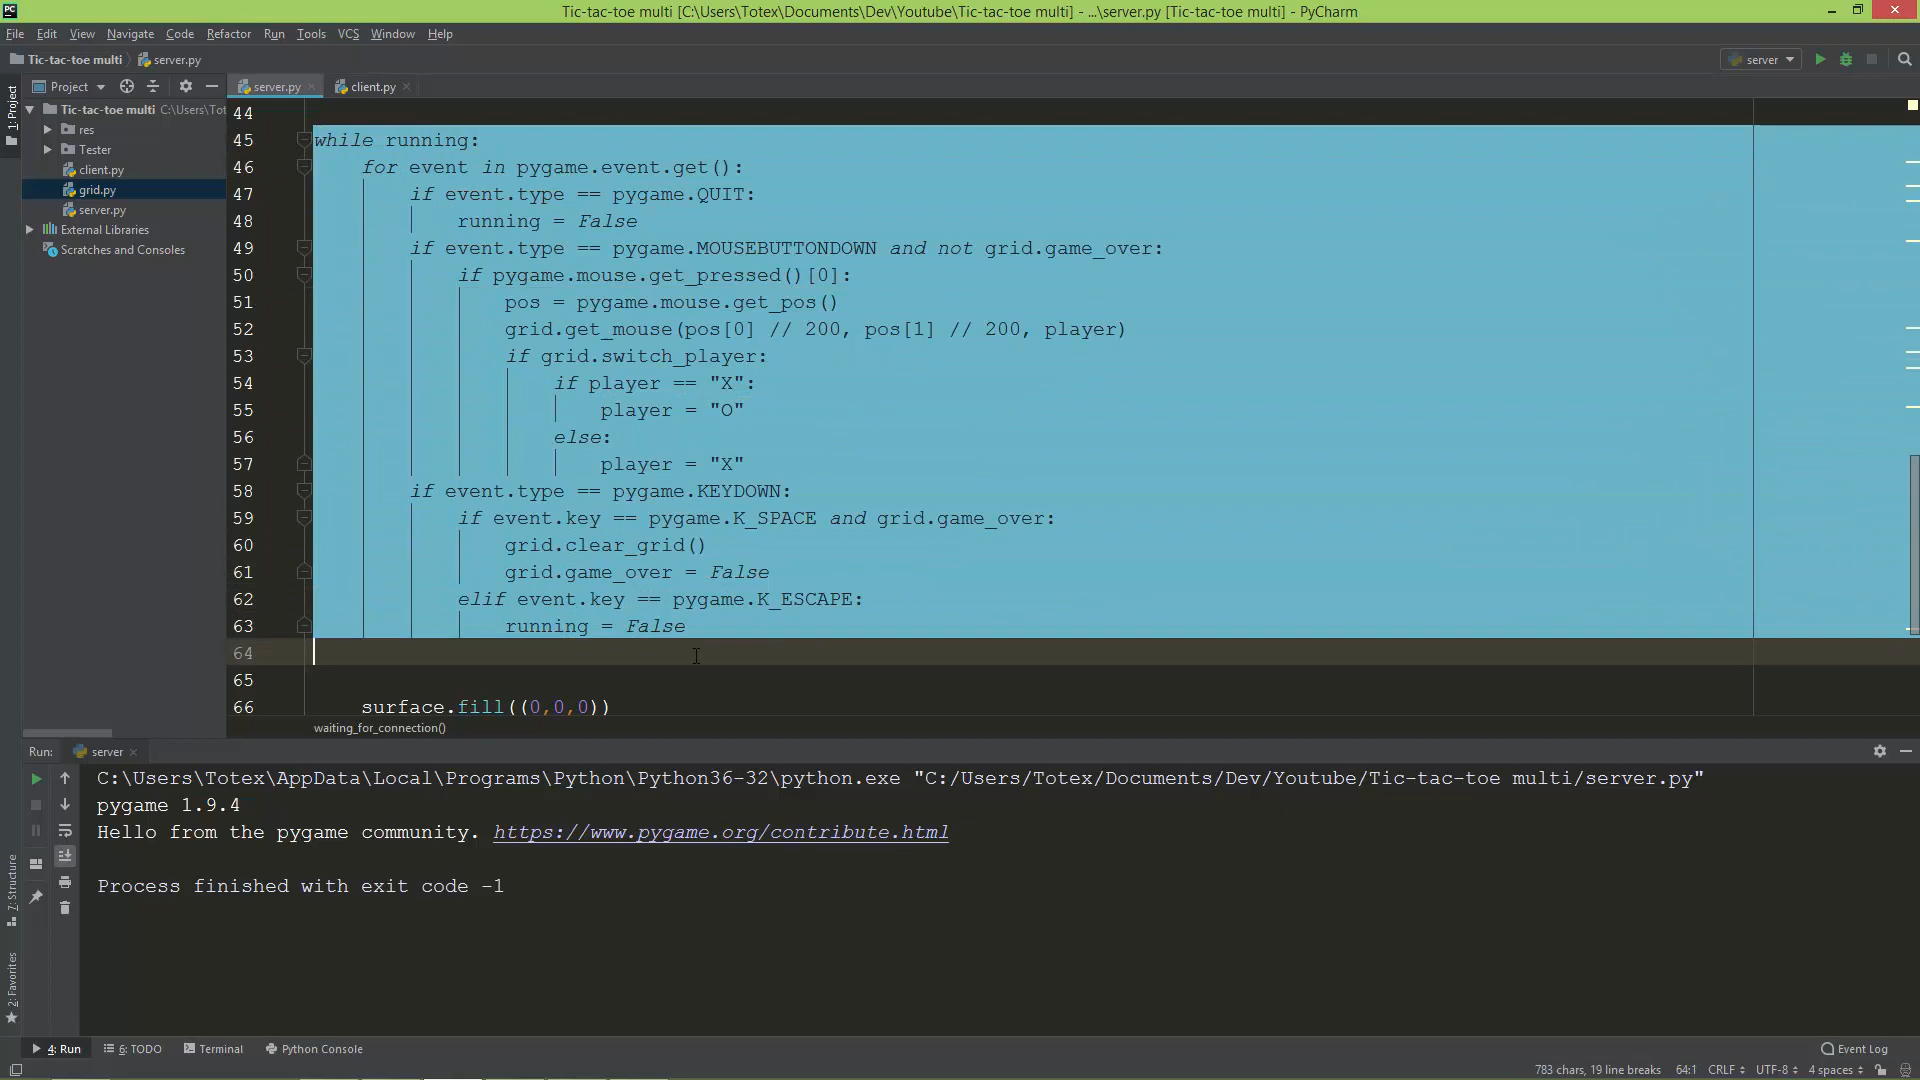 Tic-tac-toe multi [C:\Users\Totex\Documents\Dev\Youtube\Tic-tac-toe multi] - ...\server.py [Tic-tac-toe multi] - PyCharm
File Edit View Navigate Code Refactor Run Tools VCS Window Help
Tic-tac-toe multi server.py server
Project server.py client.py
1: Project
Tic-tac-toe multi C:\Users\Tot
res
Tester
client.py
grid.py
server.py
External Libraries
Scratches and Consoles
44
45 while running:
46 for event in pygame.event.get():
47 if event.type == pygame.QUIT:
48 running = False
49 if event.type == pygame.MOUSEBUTTONDOWN and not grid.game_over:
50 if pygame.mouse.get_pressed()[0]:
51 pos = pygame.mouse.get_pos()
52 grid.get_mouse(pos[0] // 200, pos[1] // 200, player)
53 if grid.switch_player:
54 if player == "X":
55 player = "O"
56 else:
57 player = "X"
58 if event.type == pygame.KEYDOWN:
59 if event.key == pygame.K_SPACE and grid.game_over:
60 grid.clear_grid()
61 grid.game_over = False
62 elif event.key == pygame.K_ESCAPE:
63 running = False
64
65
66 surface.fill((0,0,0))
waiting_for_connection()
Run: server
C:\Users\Totex\AppData\Local\Programs\Python\Python36-32\python.exe "C:/Users/Totex/Documents/Dev/Youtube/Tic-tac-toe multi/server.py"
pygame 1.9.4
Hello from the pygame community. https://www.pygame.org/contribute.html
Process finished with exit code -1
7: Structure
2: Favorites
4: Run 6: TODO Terminal Python Console Event Log
783 chars, 19 line breaks 64:1 CRLF UTF-8 4 spaces